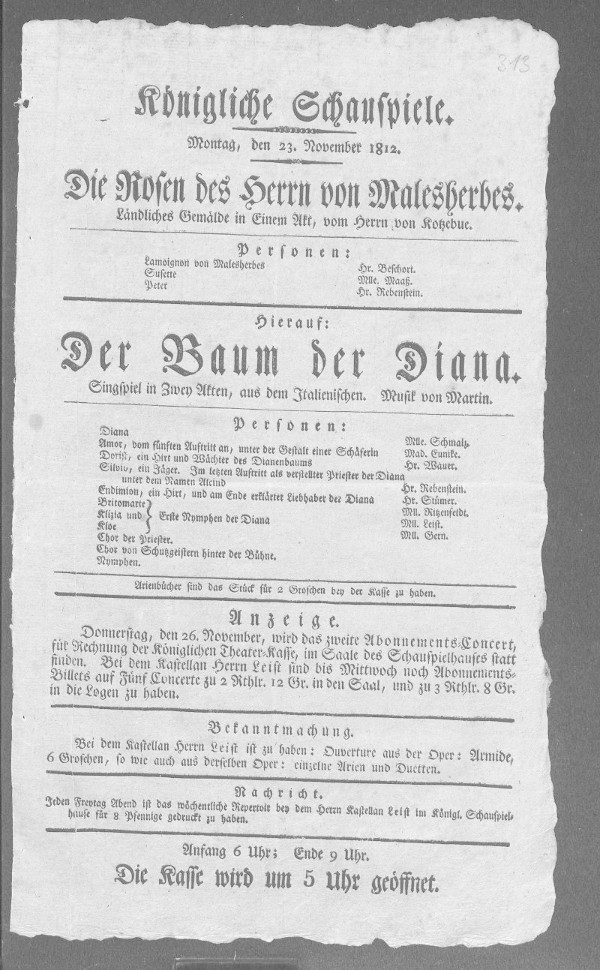 313
Königliche Schauspiele.
Montag, den 23. November 1812.
Die Rosen des Herrn von Malesherbes.
Ländliches Gemälde in Einem Akt, vom Herrn von Kotzebue.
Personen:
Lamoignon von Malesherbes Hr. Beschort.
Susette Mlle. Maaß.
Peter Hr. Rebenstein.
Hierauf:
Der Baum der Diana.
Singspiel in Zwey Akten, aus dem Italienischen. Musik von Martin.
Personen:
Diana Mlle. Schmalz.
Amor, vom fünften Auftritt an, unter der Gestalt einer Schäferin Mad. Eunike.
Dorist, ein Hirt und Wächter des Dianenbaums Hr. Wauer.
Silvio, ein Jäger. Im letzten Auftritt als verstellter Priester der Diana
unter dem Namen Alcind Hr. Rebenstein.
Endimion, ein Hirt, und am Ende erklärter Liebhaber der Diana Hr. Stümer.
Britomarte Mll. Ritzenfeldt.
Klizia und Erste Nymphen der Diana Mll. Leist.
Kloe Mll. Gern.
Chor der Priester.
Chor von Schutzgeistern hinter der Bühne.
Nymphen.
Arienbücher sind das Stück für 2 Groschen bey der Kasse zu haben.
Anzeige.
Donnerstag, den 26. November, wird das zweite Abonnements-Concert,
für Rechnung der Königlichen Theater-Kasse, im Saale des Schauspielhauses statt
finden. Bei dem Kastellan Herrn Leist sind bis Mittwoch noch Abonnements-
Billets auf Fünf Concerte zu 2 Rthlr. 12 Gr. in den Saal, und zu 3 Rthlr. 8 Gr.
in die Logen zu haben.
Bekanntmachung.
Bei dem Kastellan Herrn Leist ist zu haben: Ouverture aus der Oper: Armide,
6 Groschen, so wie auch aus derselben Oper: einzelne Arien und Duetten.
Nachricht.
Jeden Freytag Abend ist das wöchentliche Repertoir bey dem Herrn Kastellan Leist im Königl. Schauspiel-
hause für 8 Pfennige gedruckt zu haben.
Anfang 6 Uhr; Ende 9 Uhr.
Die Kasse wird um 5 Uhr geöffnet.